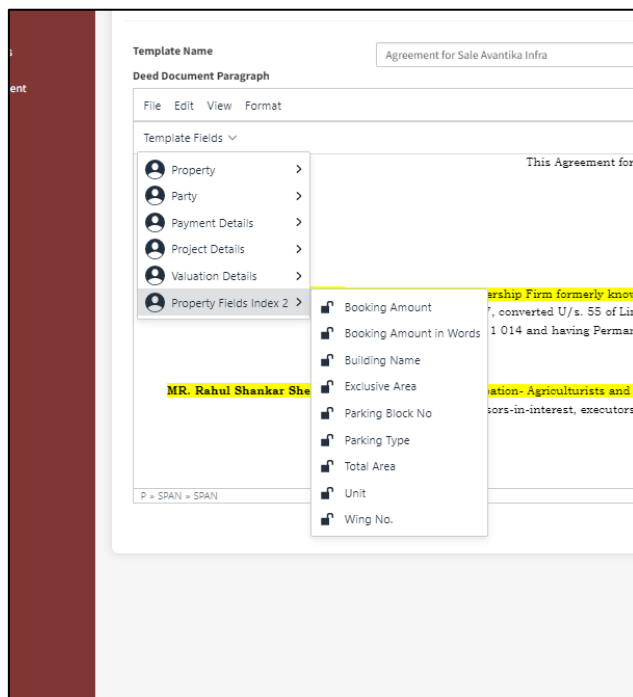 s
ent
Template Name
Agreement for Sale Avantika Infra
Deed Document Paragraph
File Edit View Format
Template Fields
This Agreement for
Property
Party
Payment Details
Project Details
Valuation Details
Property Fields Index 2
ership Firm formerly know
7, converted U/s. 55 of Lin
1 014 and having Perman
MR. Rahul Shankar She
pation- Agriculturists and
sors-in-interest, executors
Booking Amount
Booking Amount in Words
Building Name
Exclusive Area
Parking Block No
Parking Type
Total Area
Unit
Wing No.
P » SPAN » SPAN